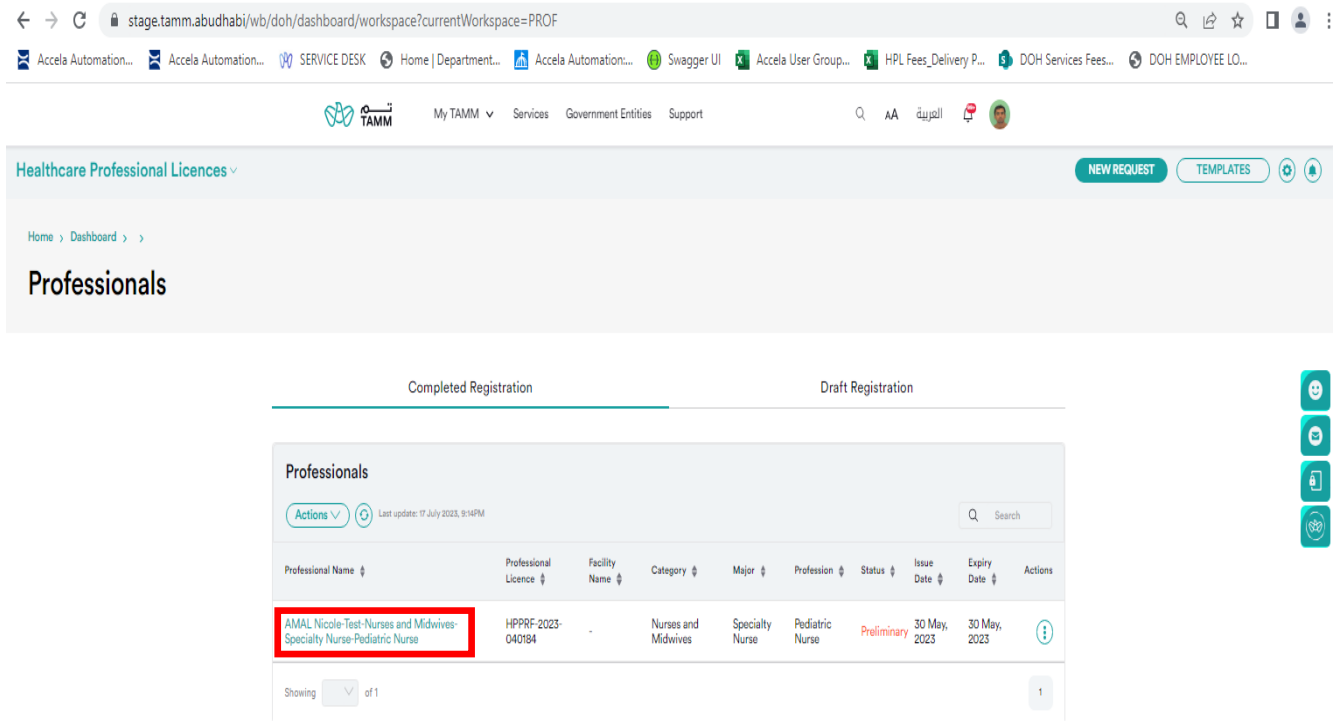 stage.tamm.abudhabi/wb/doh/dashboard/workspace?currentWorkspace=PROF
Accela Automation... Accela Automation... SERVICE DESK Home | Department... Accela Automation:... Swagger UI Accela User Group... HPL Fees_Delivery P... DOH Services Fees... DOH EMPLOYEE LO...
تـــم TAMM My TAMM Services Government Entities Support AA العربية
Healthcare Professional Licences NEW REQUEST TEMPLATES
Home > Dashboard > >
Professionals
Completed Registration Draft Registration
Professionals
Actions Last update: 17 July 2023, 9:14PM Search
Professional Name Professional Licence Facility Name Category Major Profession Status Issue Date Expiry Date Actions
AMAL Nicole-Test-Nurses and Midwives- HPPRF-2023- - Nurses and Specialty Pediatric Preliminary 30 May, 30 May,
Specialty Nurse-Pediatric Nurse 040184 Midwives Nurse Nurse 2023 2023
Showing of 1 1